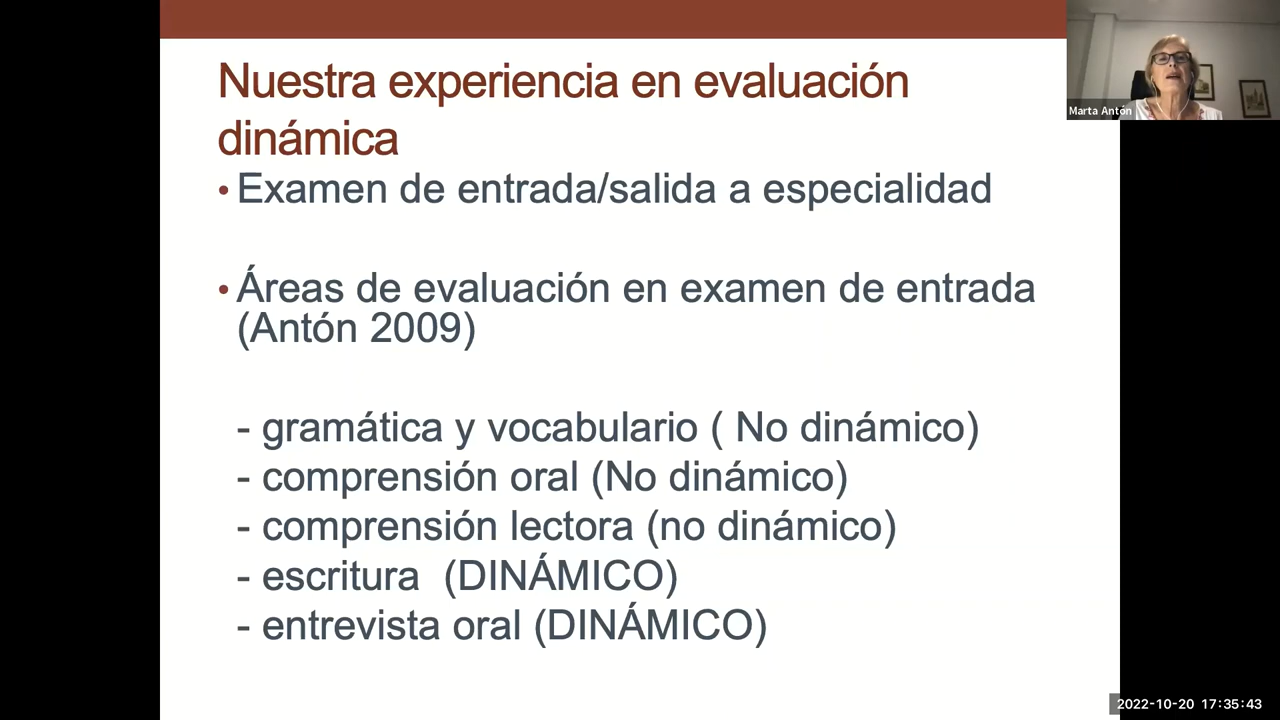 Nuestra experiencia en evaluación
dinámica
• Examen de entrada/salida a especialidad
• Áreas de evaluación en examen de entrada
(Antón 2009)
- gramática y vocabulario ( No dinámico)
- comprensión oral (No dinámico)
- comprensión lectora (no dinámico)
- escritura (DINÁMICO)
- entrevista oral (DINÁMICO)
Marta Antón
2022-10-20 17:35:43